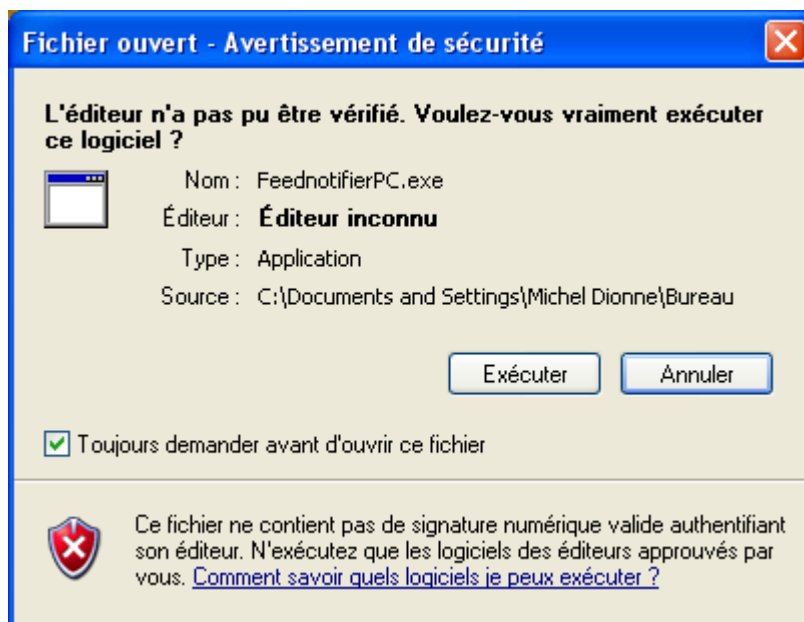 Fichier ouvert - Avertissement de sécurité
L'éditeur n'a pas pu être vérifié. Voulez-vous vraiment exécuter
ce logiciel ?
Nom : FeednotifierPC.exe
Éditeur : Éditeur inconnu
Type : Application
Source : C:\Documents and Settings\Michel Dionne\Bureau
Exécuter Annuler
Toujours demander avant d'ouvrir ce fichier
Ce fichier ne contient pas de signature numérique valide authentifiant
son éditeur. N'exécutez que les logiciels des éditeurs approuvés par
vous. Comment savoir quels logiciels je peux exécuter ?